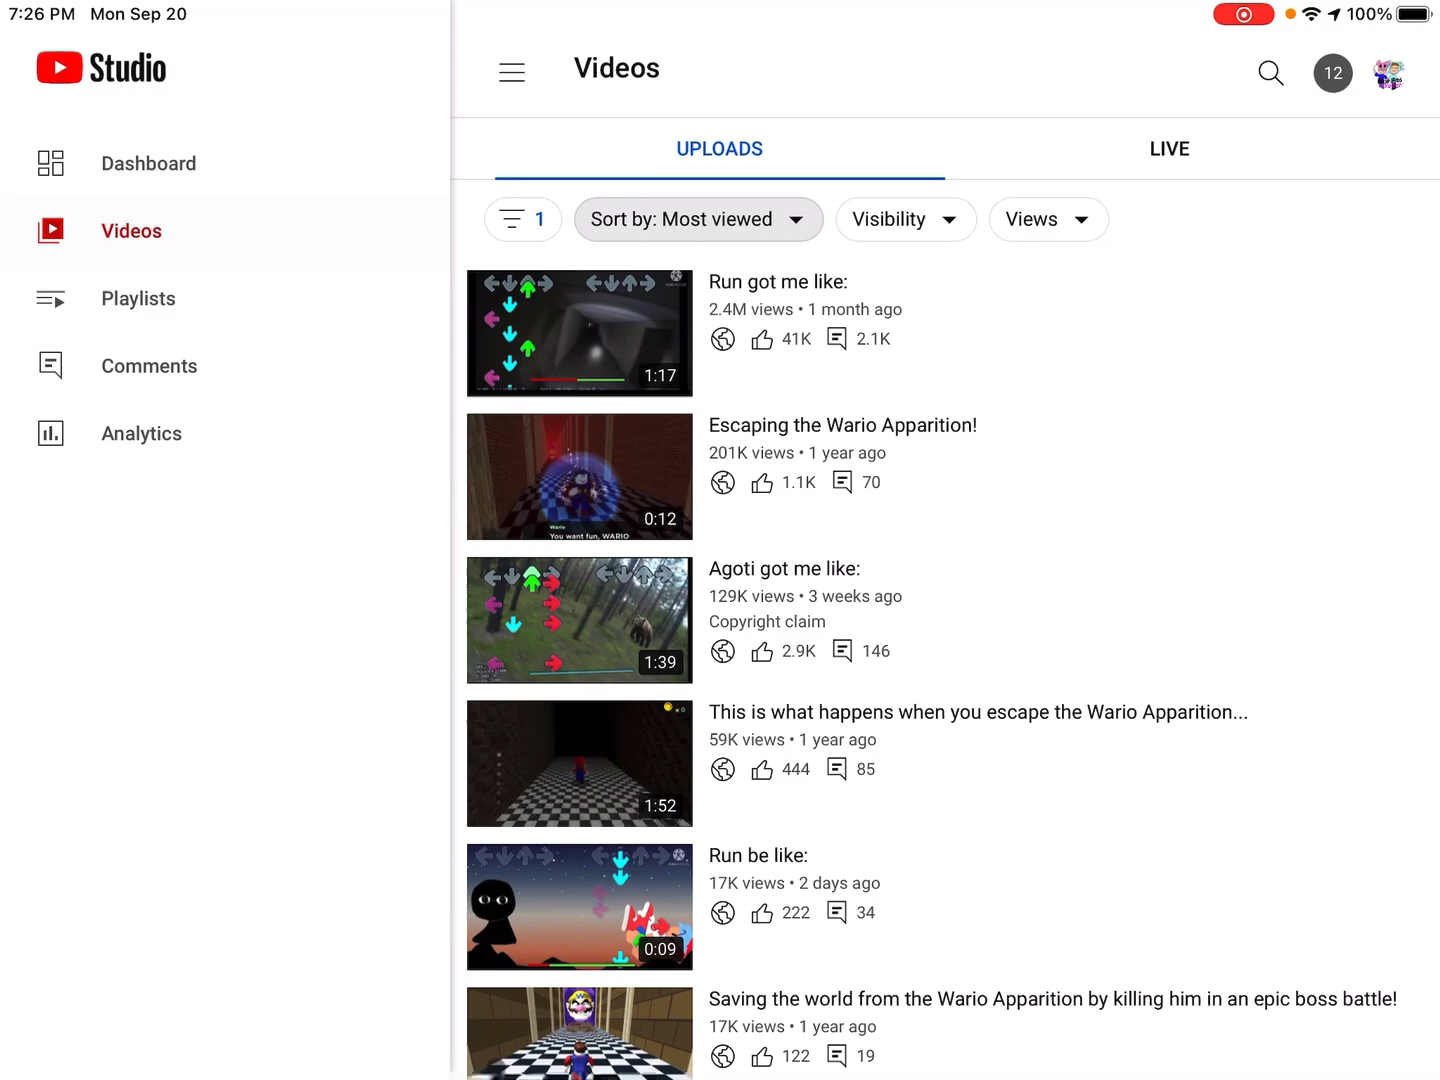 7:26 PM Mon Sep 20
100%
Studio
Videos
12
Dashboard
Videos
Playlists
Comments
Analytics
UPLOADS
LIVE
1
Sort by: Most viewed
Visibility
Views
1:17
Run got me like:
2.4M views • 1 month ago
41K 2.1K
Wario
You want fun, WARIO
0:12
Escaping the Wario Apparition!
201K views • 1 year ago
1.1K 70
1:39
Agoti got me like:
129K views • 3 weeks ago
Copyright claim
2.9K 146
1:52
This is what happens when you escape the Wario Apparition...
59K views • 1 year ago
444 85
0:09
Run be like:
17K views • 2 days ago
222 34
Saving the world from the Wario Apparition by killing him in an epic boss battle!
17K views • 1 year ago
122 19